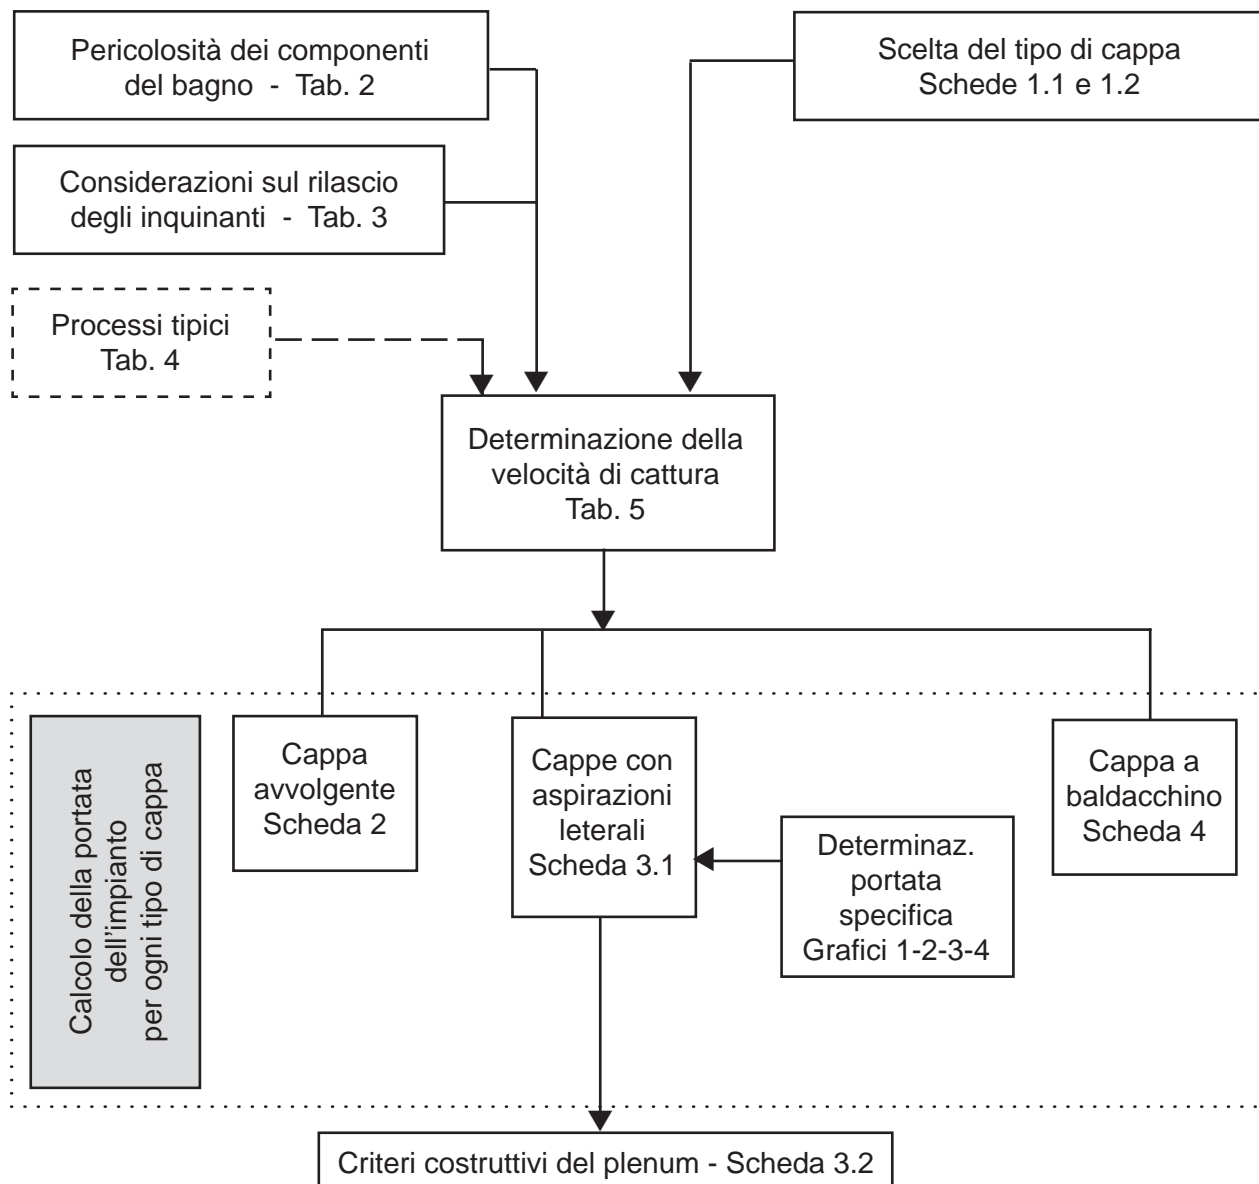 Pericolosità dei componenti
del bagno - Tab. 2
Scelta del tipo di cappa
Schede 1.1 e 1.2
Considerazioni sul rilascio
degli inquinanti - Tab. 3
Processi tipici
Tab. 4
Determinazione della
velocità di cattura
Tab. 5
Calcolo della portata
dell'impianto
per ogni tipo di cappa
Cappa
avvolgente
Scheda 2
Cappe con
aspirazioni
leterali
Scheda 3.1
Determinaz.
portata
specifica
Grafici 1-2-3-4
Cappa a
baldacchino
Scheda 4
Criteri costruttivi del plenum - Scheda 3.2